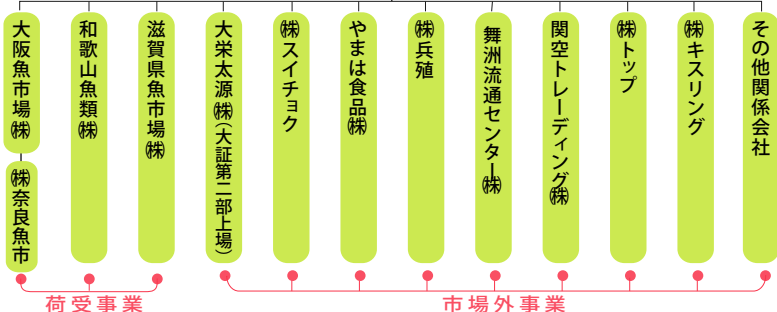 大阪魚市場㈱
㈱奈良魚市
和歌山魚類㈱
滋賀県魚市場㈱
大栄太源㈱(大証第二部上場)
㈱スイチョク
やまは食品㈱
㈱兵殖
舞洲流通センター㈱
関空トレーディング㈱
㈱トップ
㈱キスリング
その他関係会社
荷受事業
市場外事業